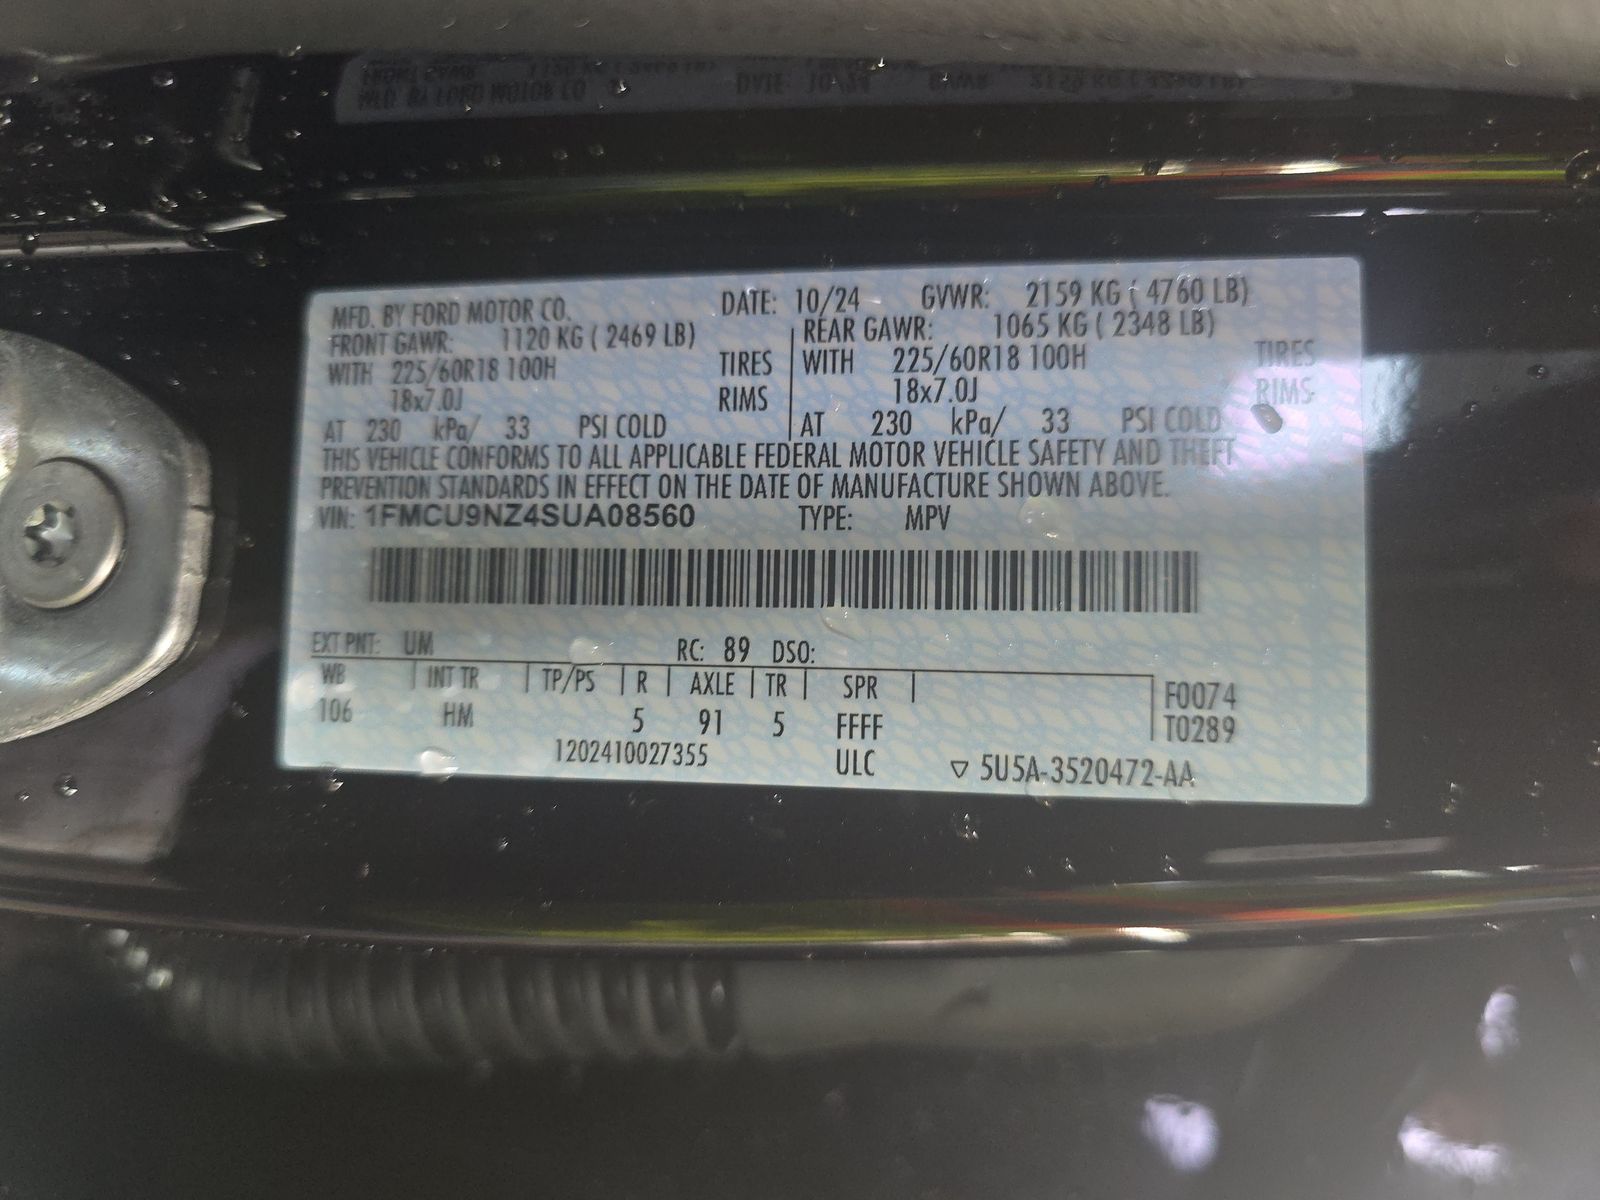 MFD. BY FORD MOTOR CO. DATE: 10/24 GVWR: 2159 KG ( 4760 LB)
FRONT GAWR: 1120 KG ( 2469 LB) REAR GAWR: 1065 KG ( 2348 LB)
WITH 225/60R18 100H TIRES WITH 225/60R18 100H TIRES
18x7.0J RIMS 18x7.0J RIMS
AT 230 kPa/ 33 PSI COLD AT 230 kPa/ 33 PSI COLD
THIS VEHICLE CONFORMS TO ALL APPLICABLE FEDERAL MOTOR VEHICLE SAFETY AND THEFT
PREVENTION STANDARDS IN EFFECT ON THE DATE OF MANUFACTURE SHOWN ABOVE.
VIN: 1FMCU9NZ4SUA08560 TYPE: MPV
EXT PNT: UM RC: 89 DSO:
WB INT TR TP/PS R AXLE TR SPR F0074
106 HM 5 91 5 FFFF T0289
1202410027355 ULC ▽ 5U5A-3520472-AA